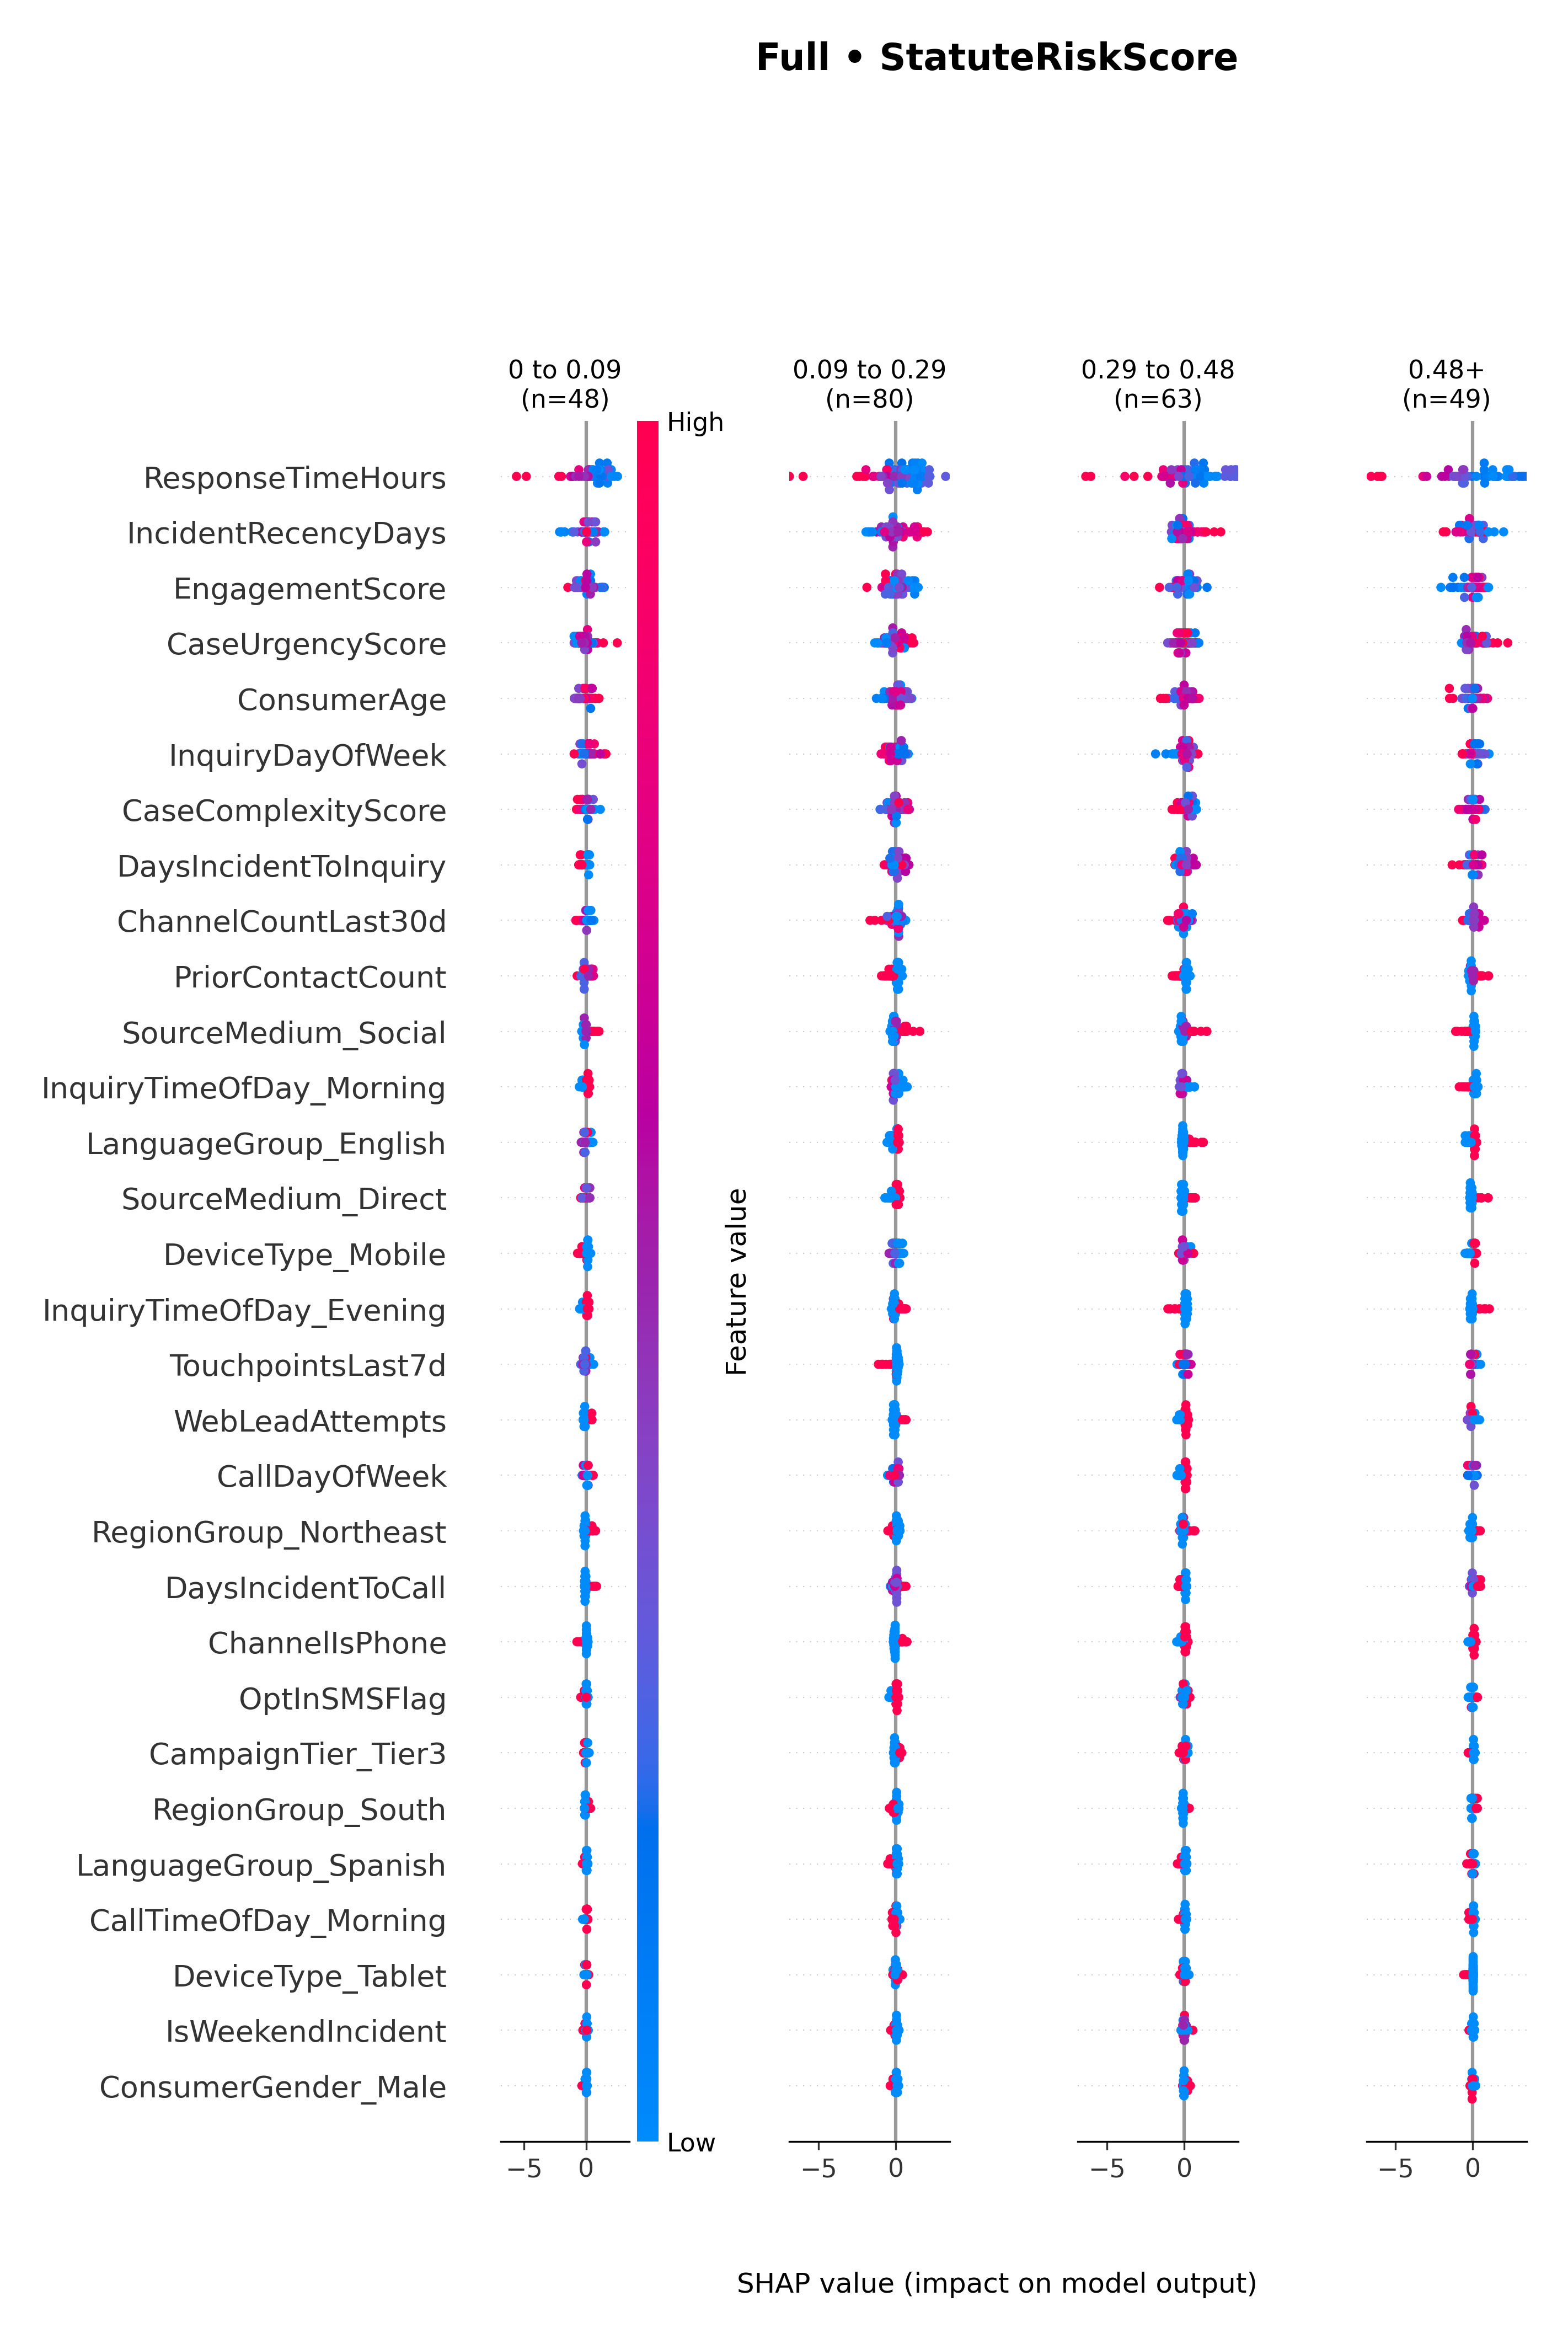 Full • StatuteRiskScore
0 to 0.09
(n=48)
0.09 to 0.29
(n=80)
0.29 to 0.48
(n=63)
0.48+
(n=49)
High
ResponseTimeHours
IncidentRecencyDays
EngagementScore
CaseUrgencyScore
ConsumerAge
InquiryDayOfWeek
CaseComplexityScore
DaysIncidentToInquiry
ChannelCountLast30d
PriorContactCount
SourceMedium_Social
InquiryTimeOfDay_Morning
LanguageGroup_English
SourceMedium_Direct
DeviceType_Mobile
InquiryTimeOfDay_Evening
TouchpointsLast7d
WebLeadAttempts
CallDayOfWeek
RegionGroup_Northeast
DaysIncidentToCall
ChannelIsPhone
OptInSMSFlag
CampaignTier_Tier3
RegionGroup_South
LanguageGroup_Spanish
CallTimeOfDay_Morning
DeviceType_Tablet
IsWeekendIncident
ConsumerGender_Male
Feature value
Low
−5 0
−5 0
−5 0
−5 0
SHAP value (impact on model output)